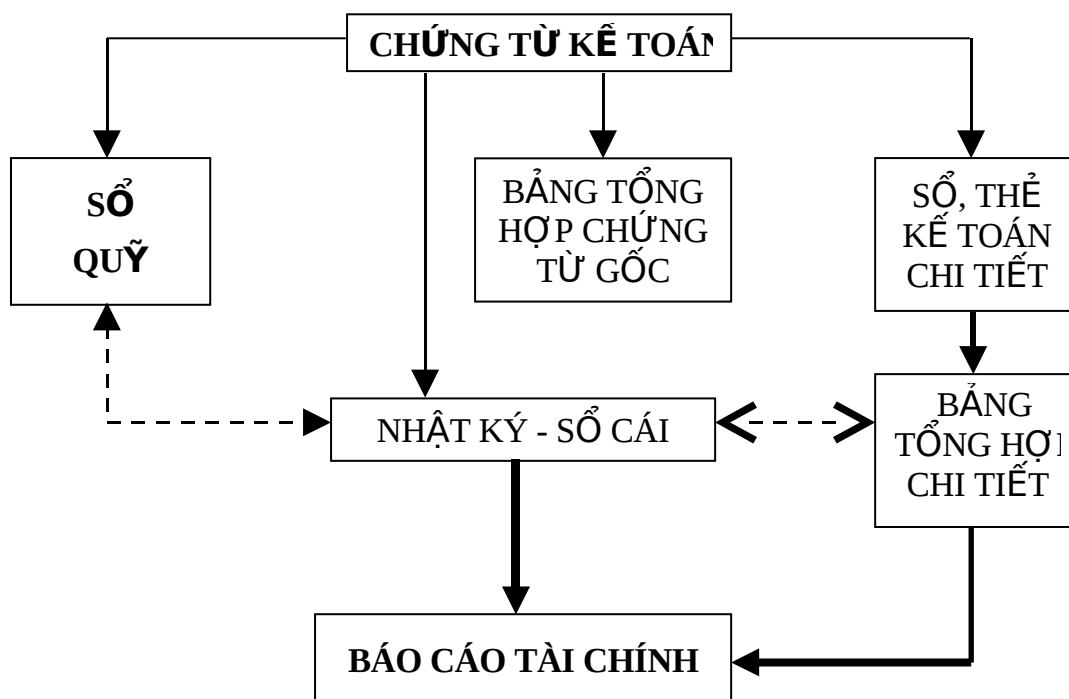 CHỨNG TỪ KẾ TOÁN
SỔ
QUỸ
BẢNG TỔNG
HỢP CHỨNG
TỪ GỐC
SỔ, THẺ
KẾ TOÁN
CHI TIẾT
NHẬT KÝ - SỔ CÁI
BẢNG
TỔNG HỢP
CHI TIẾT
BÁO CÁO TÀI CHÍNH